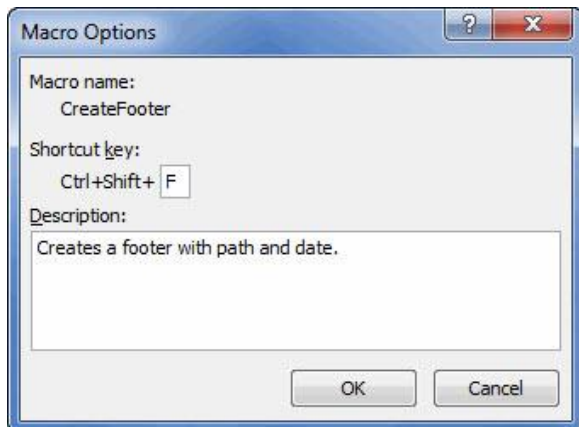 Macro Options
Macro name:
CreateFooter
Shortcut key:
Ctrl+Shift+ F
Description:
Creates a footer with path and date.
OK Cancel